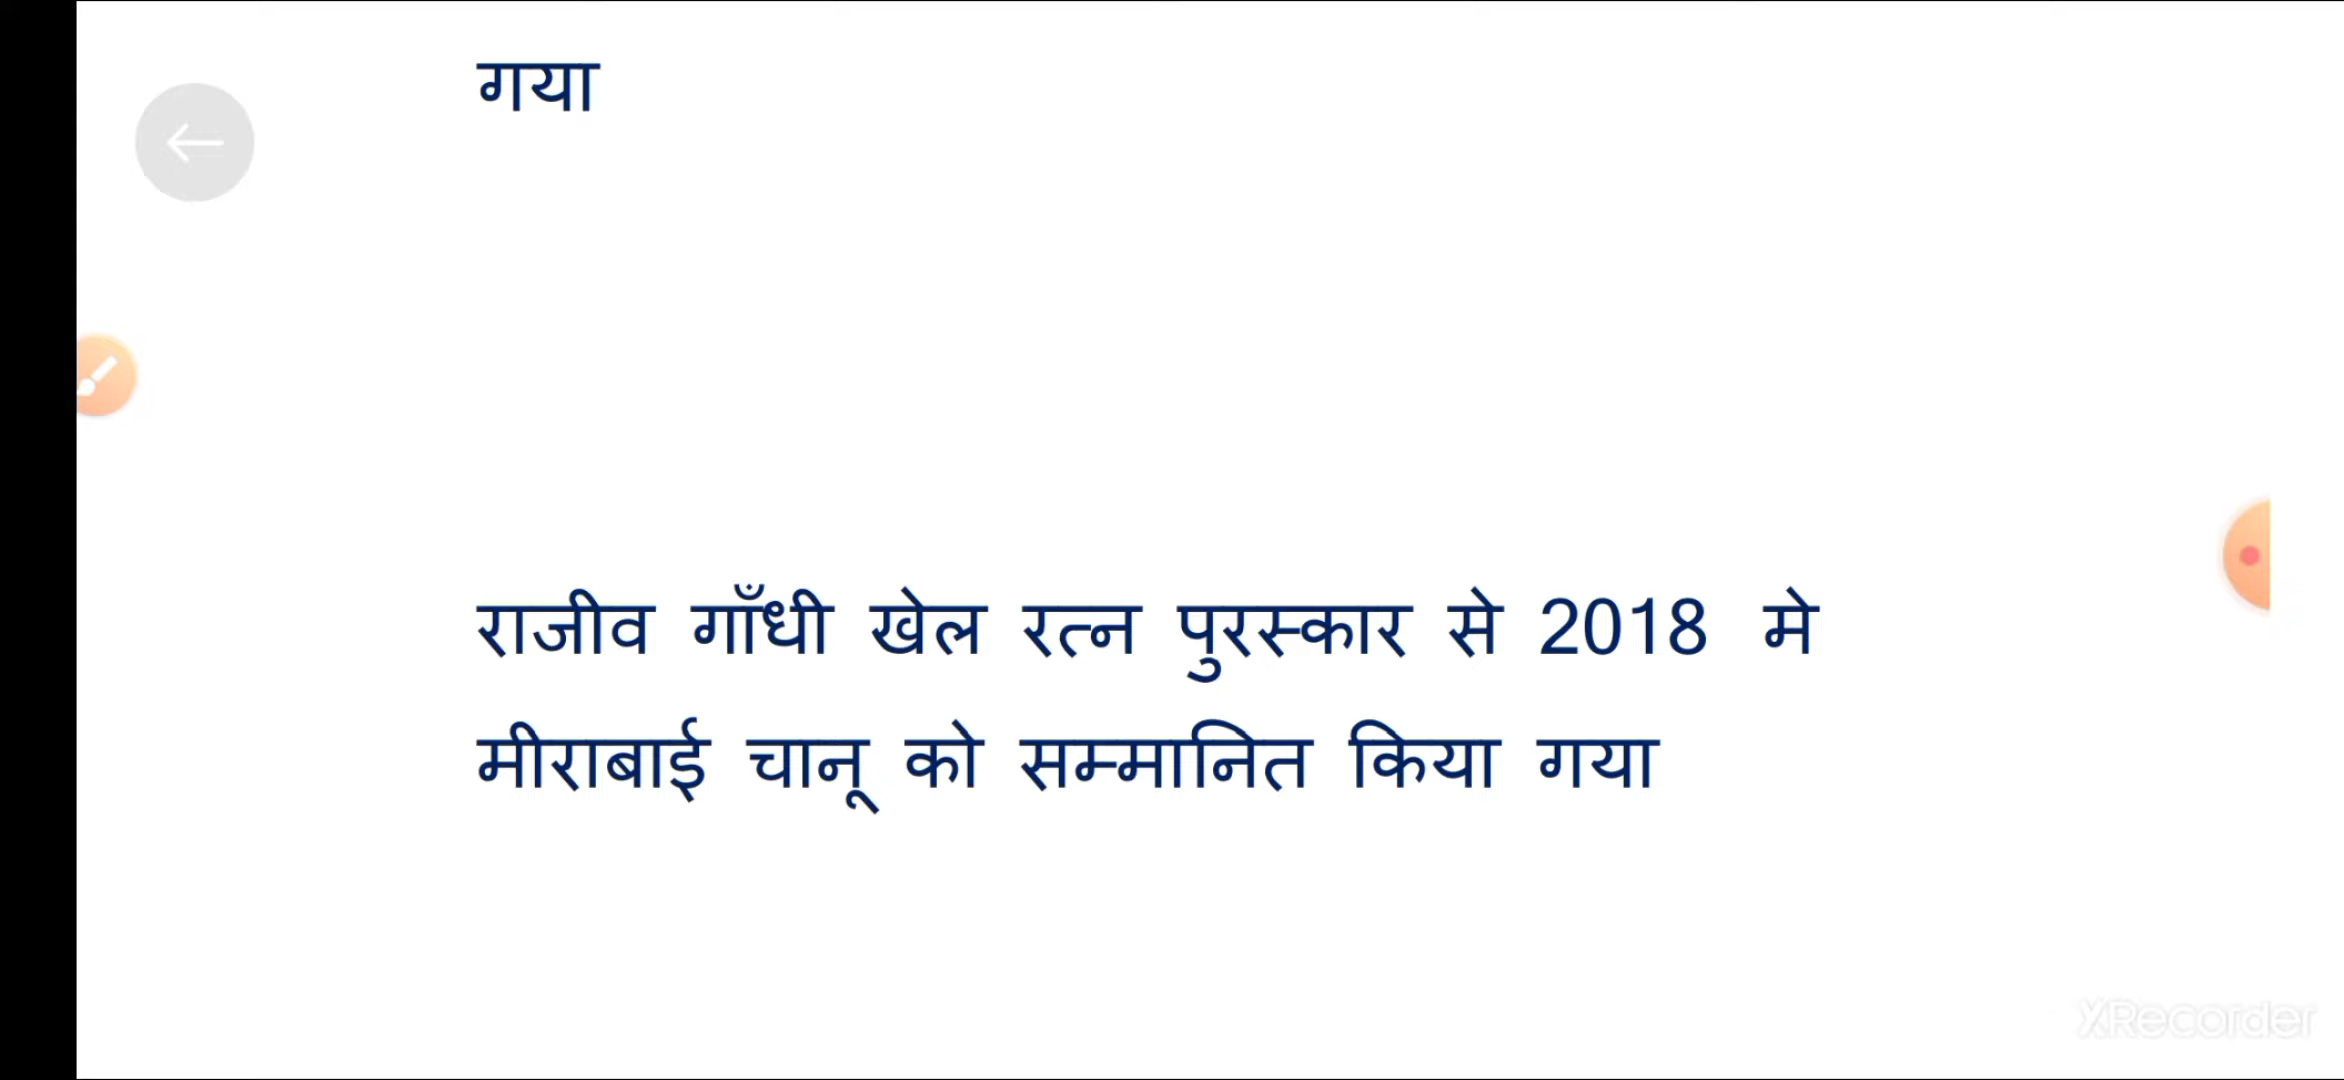 गया
राजीव गाँधी खेल रत्न पुरस्कार से 2018 मे
मीराबाई चानू को सम्मानित किया गया
XRecorder